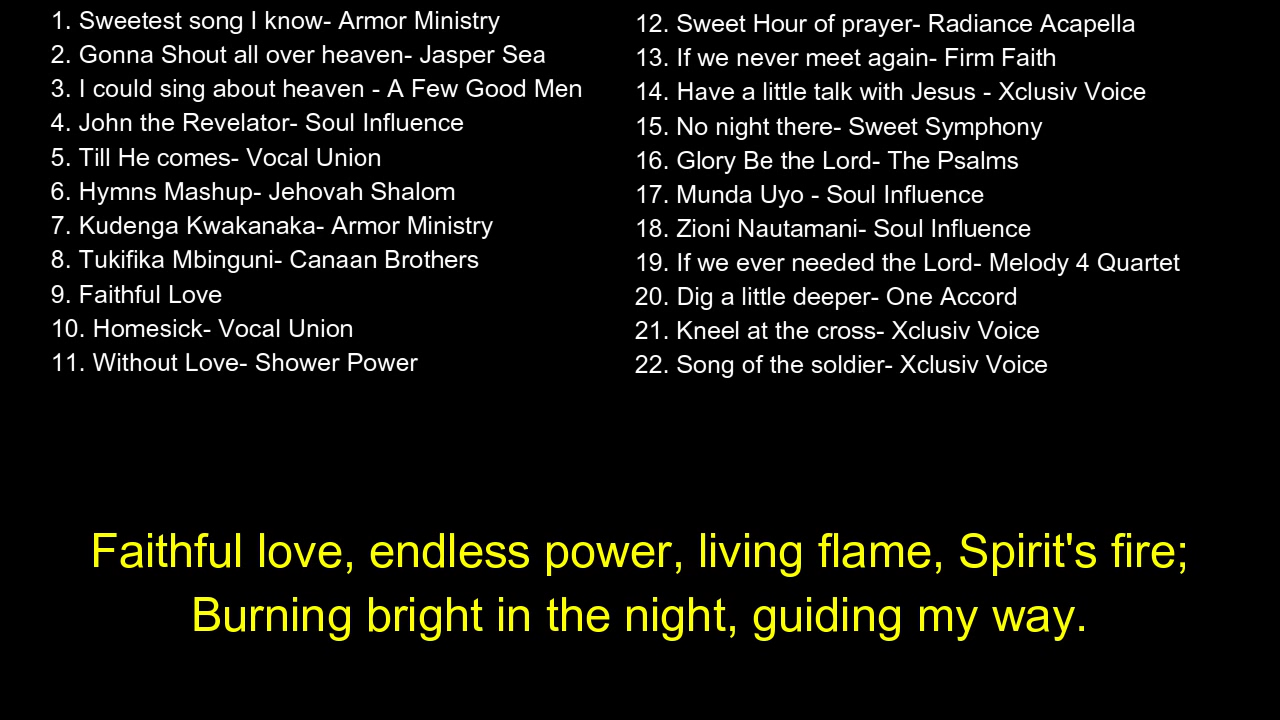 1. Sweetest song I know- Armor Ministry
2. Gonna Shout all over heaven- Jasper Sea
3. I could sing about heaven - A Few Good Men
4. John the Revelator- Soul Influence
5. Till He comes- Vocal Union
6. Hymns Mashup- Jehovah Shalom
7. Kudenga Kwakanaka- Armor Ministry
8. Tukifika Mbinguni- Canaan Brothers
9. Faithful Love
10. Homesick- Vocal Union
11. Without Love- Shower Power
12. Sweet Hour of prayer- Radiance Acapella
13. If we never meet again- Firm Faith
14. Have a little talk with Jesus - Xclusiv Voice
15. No night there- Sweet Symphony
16. Glory Be the Lord- The Psalms
17. Munda Uyo - Soul Influence
18. Zioni Nautamani- Soul Influence
19. If we ever needed the Lord- Melody 4 Quartet
20. Dig a little deeper- One Accord
21. Kneel at the cross- Xclusiv Voice
22. Song of the soldier- Xclusiv Voice
Faithful love, endless power, living flame, Spirit's fire;
Burning bright in the night, guiding my way.